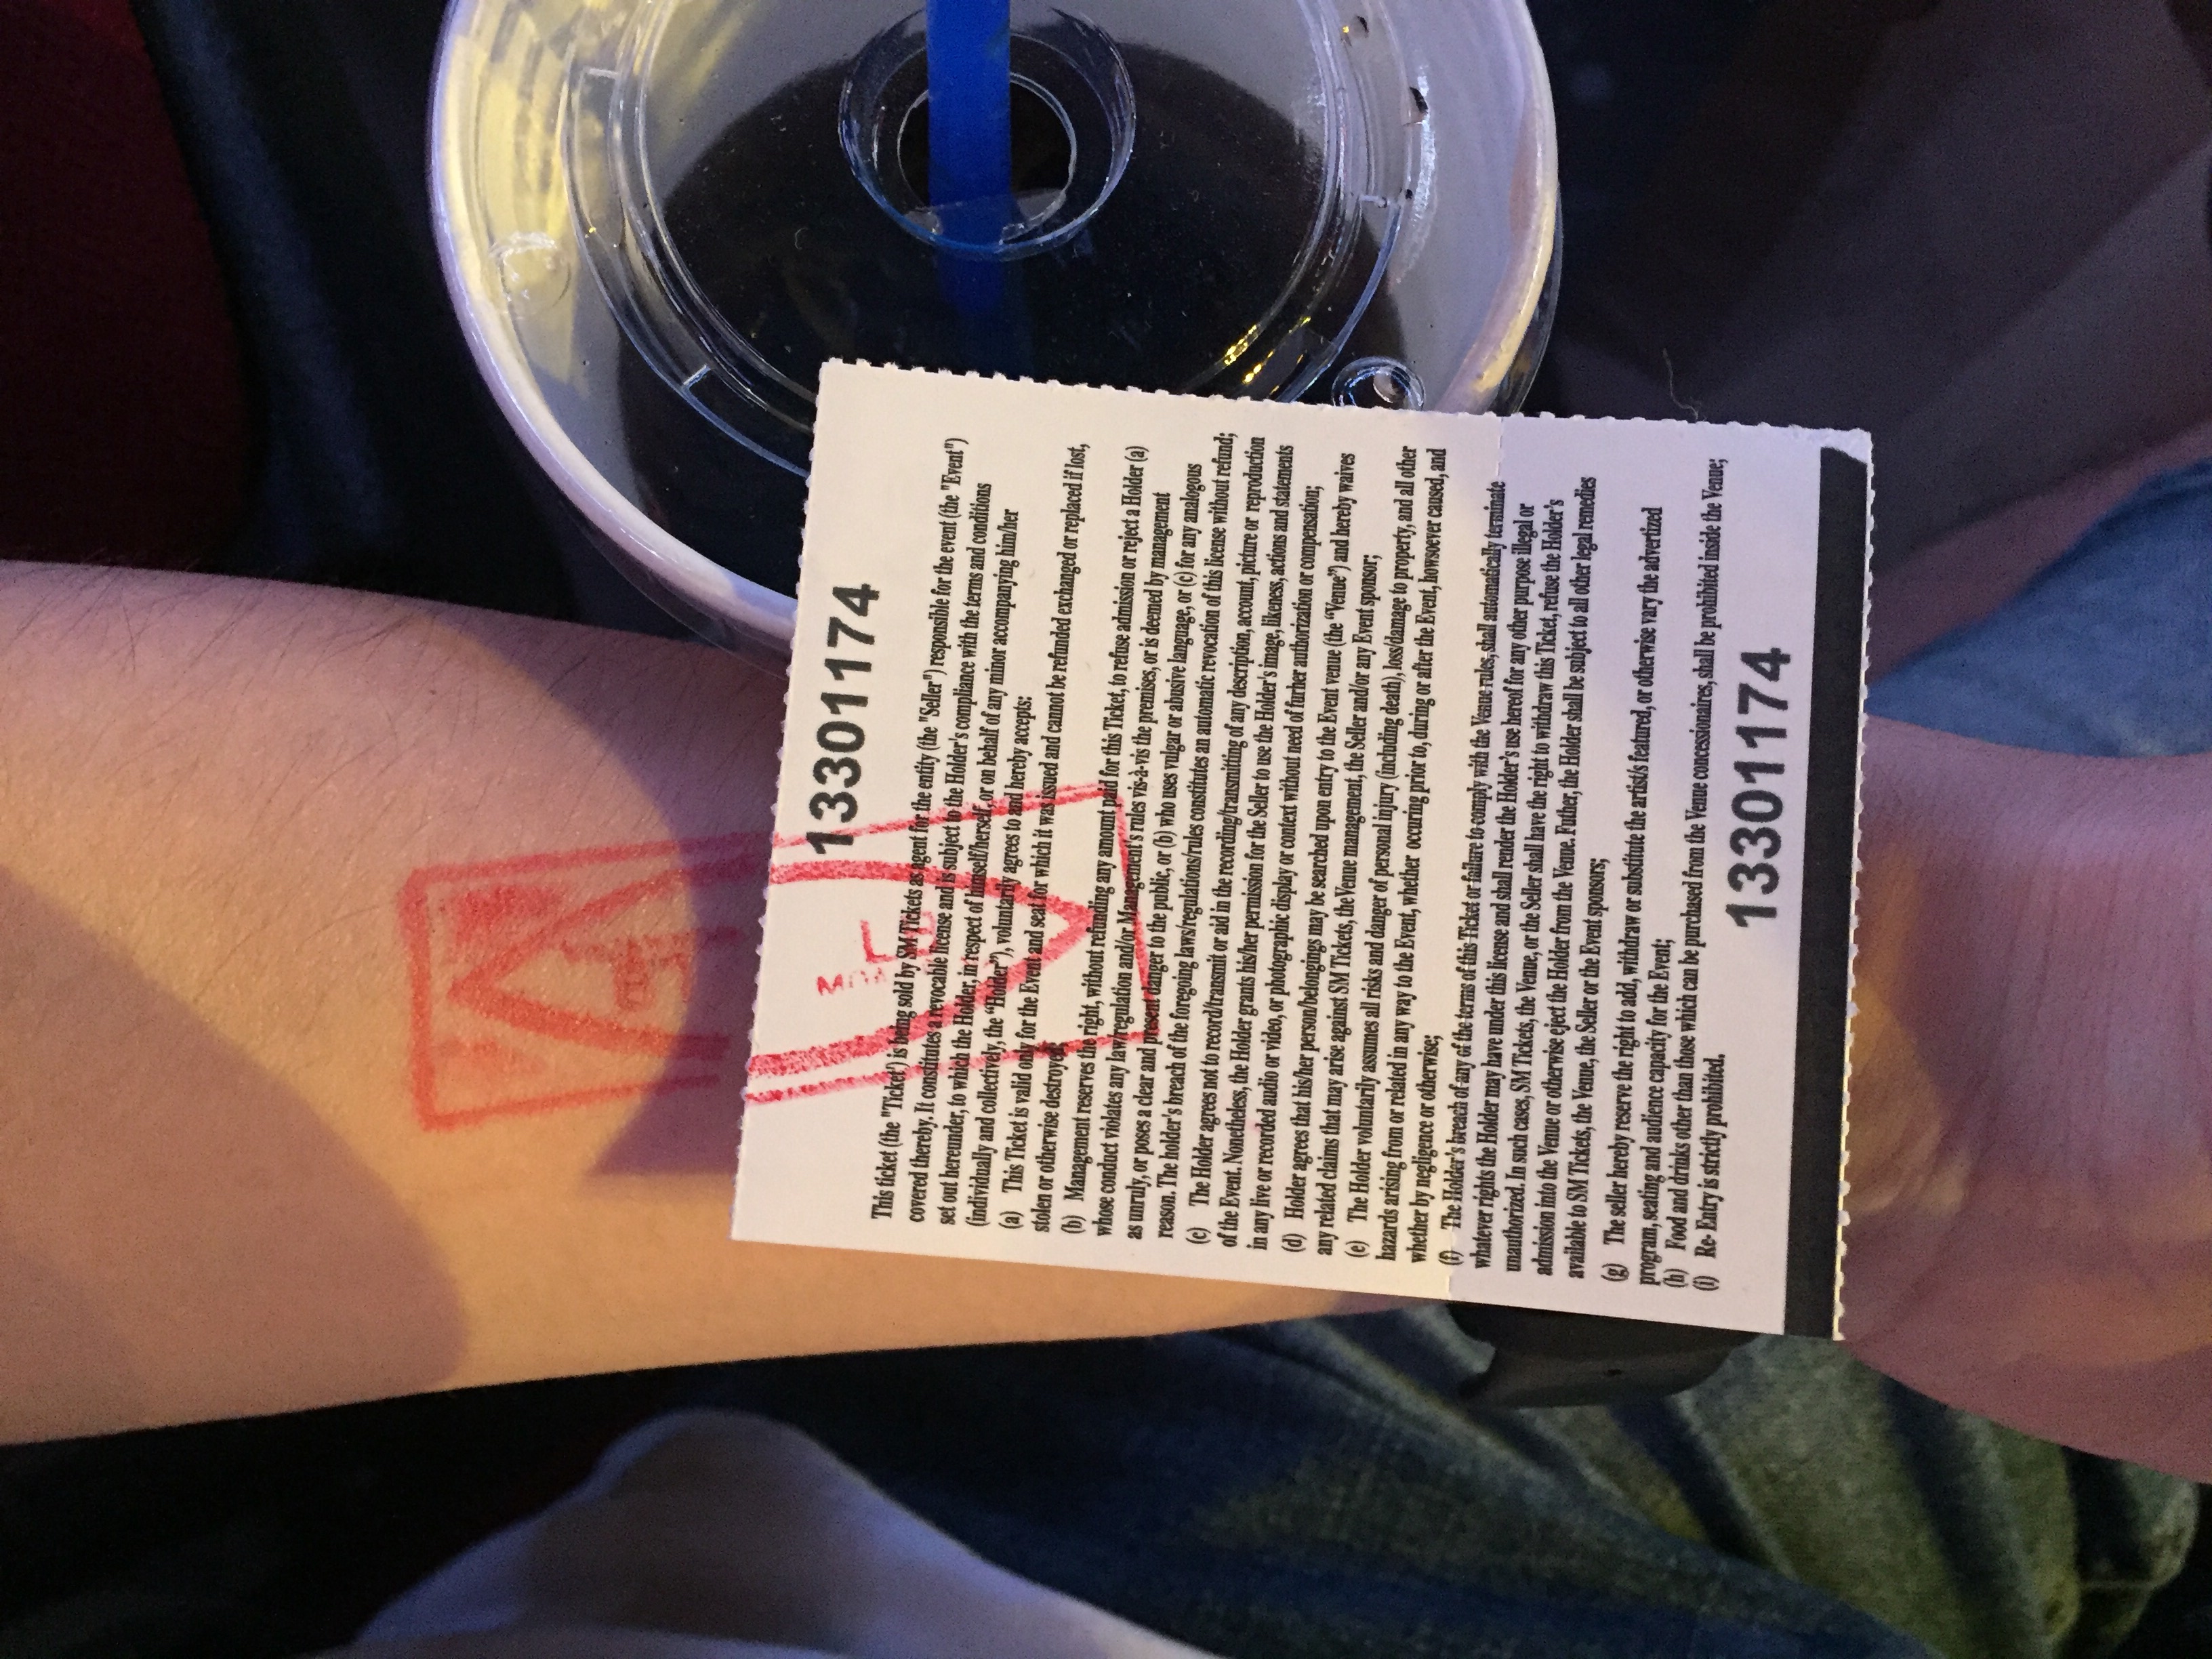 13301174
This ticket (the "Ticket') is being sold by SM Tickets as agent for the entity (the "Seller") responsible for the event (the "Event")
covered thereby. It constitutes a revocable license and is subject to the Holder's compliance with the terms and conditions
set out hereunder, to which the Holder, in respect of himself/herself, or on behalf of any minor accompanying him/her
(individually and collectively, the "Holder"), voluntarily agrees to and hereby accepts:
(a) This Ticket is valid only for the Event and seat for which it was issued and cannot be refunded exchanged or replaced if lost,
stolen or otherwise destroyed;
(b) Management reserves the right, without refunding any amount paid for this Ticket, to refuse admission or reject a Holder (a)
whose conduct violates any law/regulation and/or Management's rules vis-à-vis the premises, or is deemed by management
as unruly, or poses a clear and present danger to the public, or (b) who uses vulgar or abusive language, or (c) for any analogous
reason. The holder's breach of the foregoing laws/regulations/rules constitutes an automatic revocation of this license without refund;
(c) The Holder agrees not to record/transmit or aid in the recording/transmitting of any description, account, picture or reproduction
of the Event. Nonetheless, the Holder grants his/her permission for the Seller to use the Holder's image, likeness, actions and statements
in any live or recorded audio or video, or photographic display or context without need of further authorization or compensation;
(d) Holder agrees that his/her person/belongings may be searched upon entry to the Event venue (the "Venue") and hereby waives
any related claims that may arise against SM Tickets, the Venue management, the Seller and/or any Event sponsor;
(e) The Holder voluntarily assumes all risks and danger of personal injury (including death), loss/damage to property, and all other
hazards arising from or related in any way to the Event, whether occuring prior to, during or after the Event, howsoever caused, and
whether by negligence or otherwise;
(f) The Holder's breach of any of the terms of this Ticket or failure to comply with the Venue rules, shall automatically terminate
whatever rights the Holder may have under this license and shall render the Holder's use hereof for any other purpose illegal or
unauthorized. In such cases, SM Tickets, the Venue, or the Seller shall have the right to withdraw this Ticket, refuse the Holder's
admission into the Venue or otherwise eject the Holder from the Venue. Futher, the Holder shall be subject to all other legal remedies
available to SM Tickets, the Venue, the Seller or the Event sponsors;
(g) The seller hereby reserve the right to add, withdraw or substitute the artist/s featured, or otherwise vary the advertized
program, seating and audience capacity for the Event;
(h) Food and drinks other than those which can be purchased from the Venue concessionaires, shall be prohibited inside the Venue;
(i) Re- Entry is strictly prohibited.
1330174